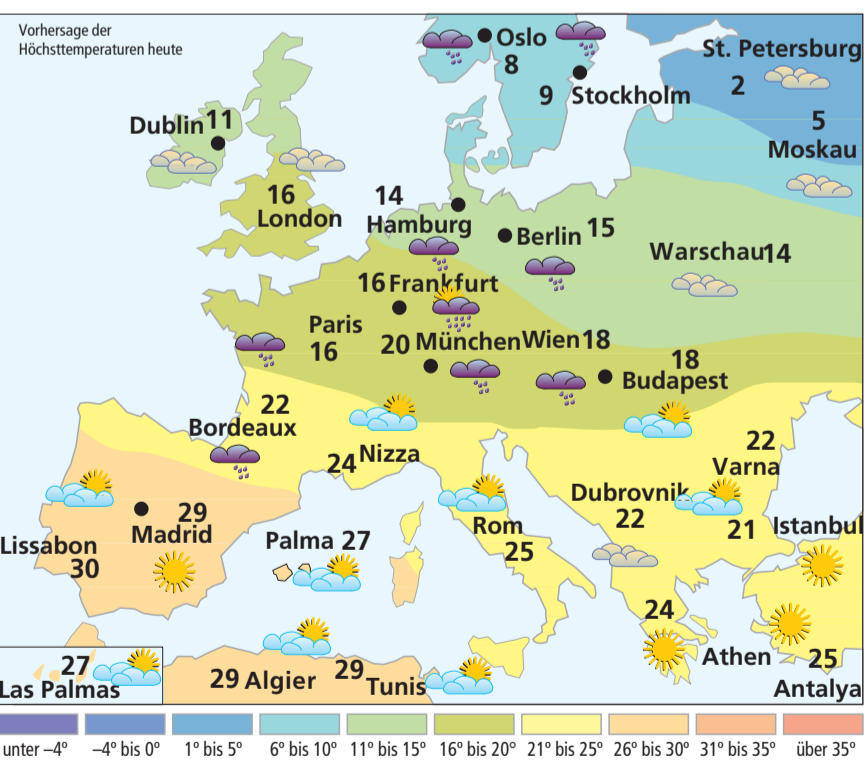 Vorhersage der
Höchsttemperaturen heute
Oslo
8
9 Stockholm
St. Petersburg
2
5
Moskau
Dublin 11
16
London
14
Hamburg
Berlin 15
Warschau 14
16 Frankfurt
Paris
16
20 München
Wien 18
18
Budapest
22
Bordeaux
24 Nizza
22
Varna
Dubrovnik
22
21 Istanbul
29
Madrid
Lissabon
30
Palma 27
Rom
25
24
Athen
25
Antalya
27
Las Palmas
29 Algier
29 Tunis
unter –4° –4° bis 0° 1° bis 5° 6° bis 10° 11° bis 15° 16° bis 20° 21° bis 25° 26° bis 30° 31° bis 35° über 35°